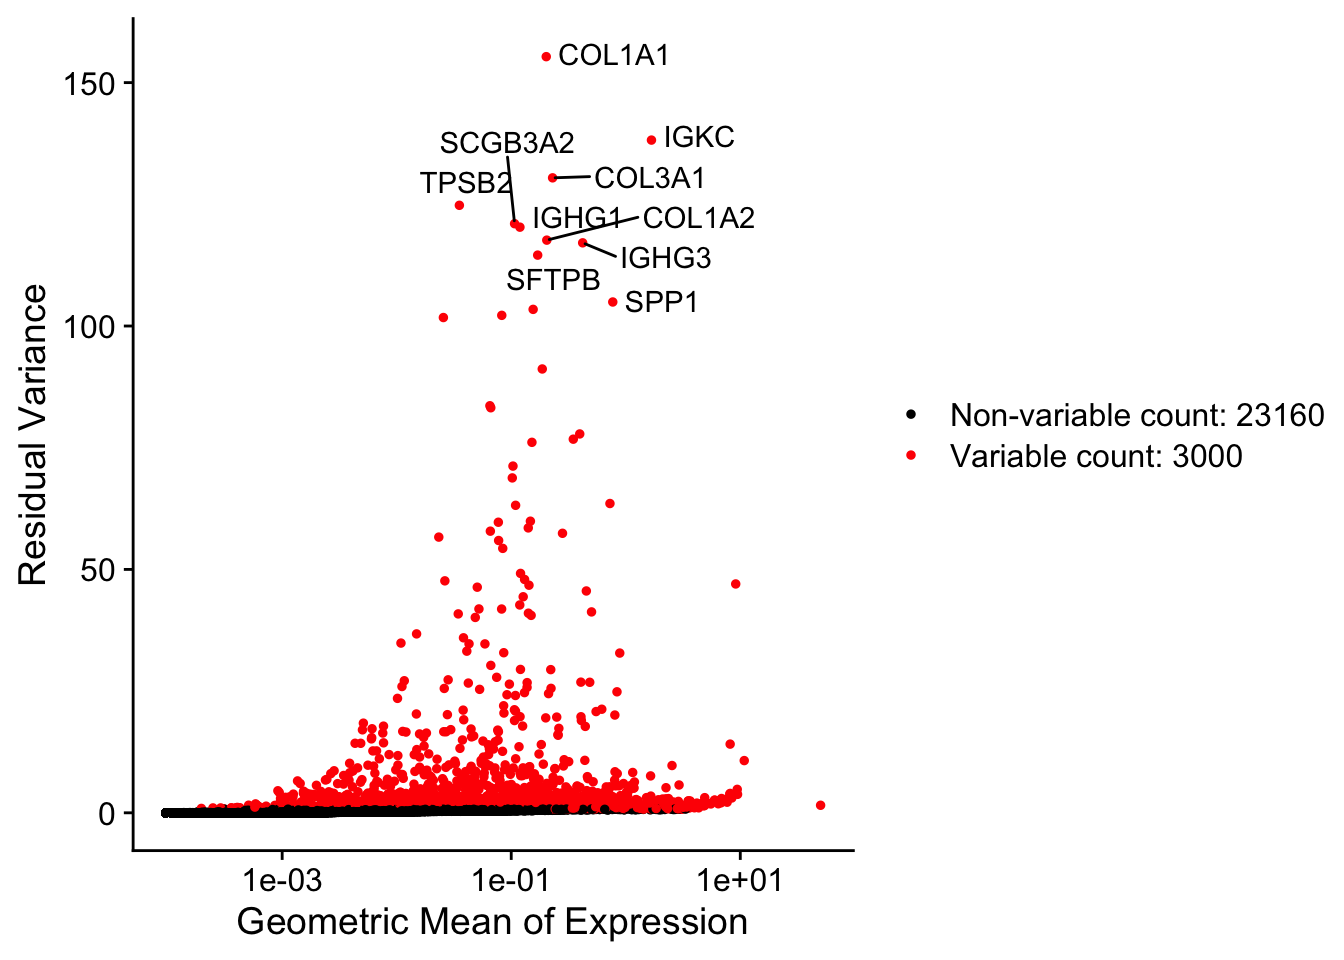 COL1A1
150
SCGB3A2
IGKC
TPSB2
COL3A1
IGHG1
COL1A2
IGHG3
SFTPB
SPP1
100
Residual Variance
Non-variable count: 23160
Variable count: 3000
50
0
1e-03
1e-01
1e+01
Geometric Mean of Expression